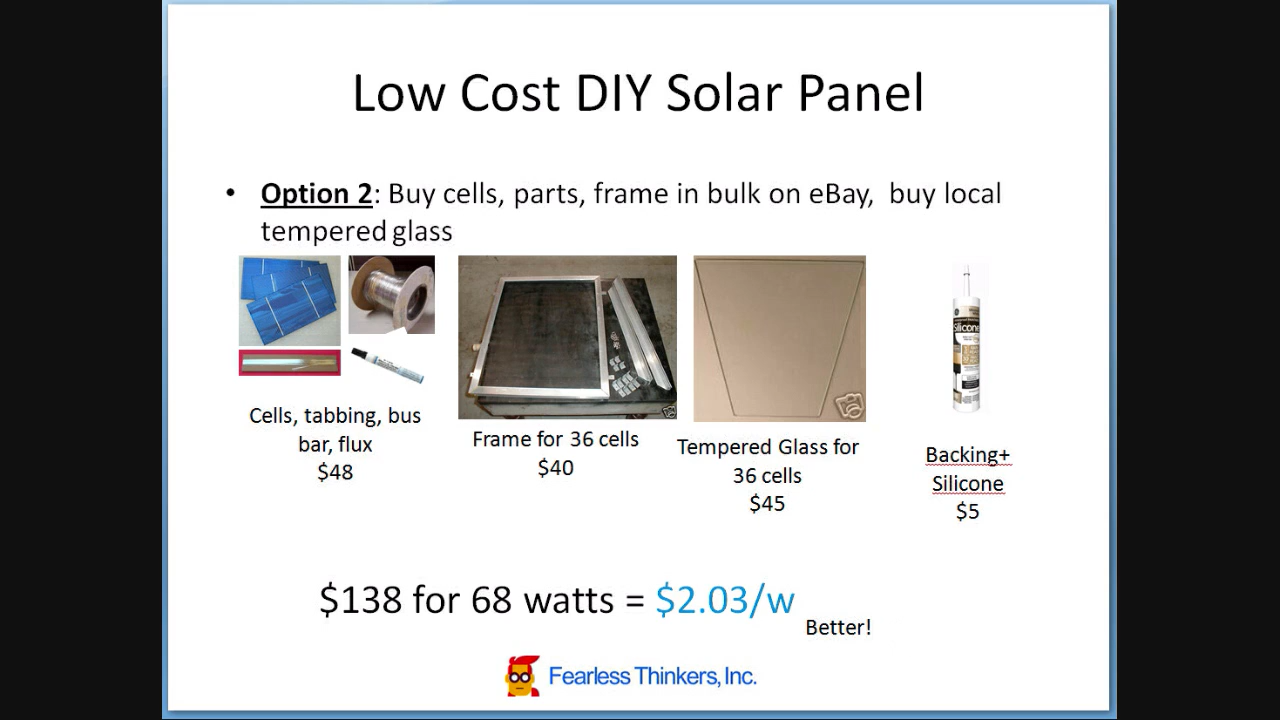 Low Cost DIY Solar Panel
• Option 2: Buy cells, parts, frame in bulk on eBay, buy local
tempered glass
Silicone
Cells, tabbing, bus
bar, flux
$48
Frame for 36 cells
$40
Tempered Glass for
36 cells
$45
Backing+
Silicone
$5
$138 for 68 watts = $2.03/w
Better!
Fearless Thinkers, Inc.